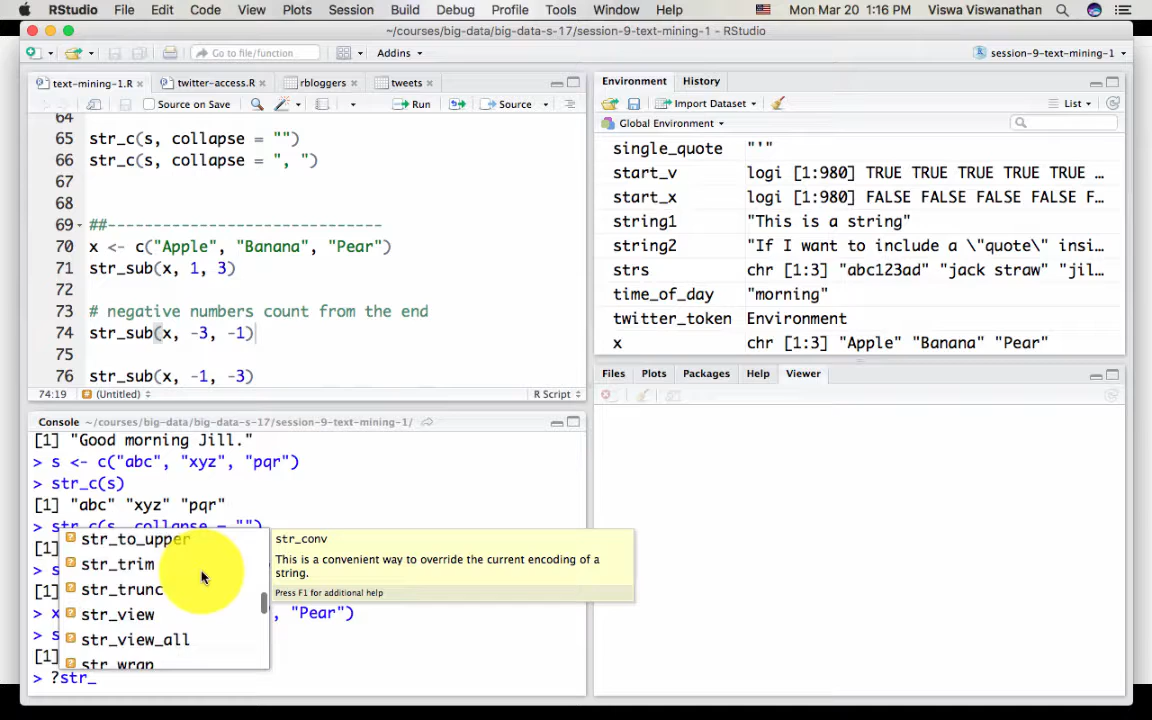 RStudio File Edit Code View Plots Session Build Debug Profile Tools Window Help Mon Mar 20 1:16 PM Viswa Viswanathan
~/courses/big-data/big-data-s-17/session-9-text-mining-1 - RStudio
Go to file/function Addins session-9-text-mining-1
text-mining-1.R twitter-access.R rbloggers tweets
Source on Save Run Source
64
65 str_c(s, collapse = "")
66 str_c(s, collapse = ", ")
67
68
69 ##-------------------------------
70 x <- c("Apple", "Banana", "Pear")
71 str_sub(x, 1, 3)
72
73 # negative numbers count from the end
74 str_sub(x, -3, -1)
75
76 str_sub(x, -1, -3)
74:19 (Untitled) R Script
Console ~/courses/big-data/big-data-s-17/session-9-text-mining-1/
[1] "Good morning Jill."
> s <- c("abc", "xyz", "pqr")
> str_c(s)
[1] "abc" "xyz" "pqr"
> str_c(s, collapse = "")
[1]
> s
[1]
> x , "Pear")
> s
[1]
> ?str_
str_to_upper
str_trim
str_trunc
str_view
str_view_all
str_wrap
str_conv
This is a convenient way to override the current encoding of a
string.
Press F1 for additional help
Environment History
Import Dataset List
Global Environment
single_quote "'"
start_v logi [1:980] TRUE TRUE TRUE TRUE TRUE …
start_x logi [1:980] FALSE FALSE FALSE FALSE F…
string1 "This is a string"
string2 "If I want to include a \"quote\" insi…
strs chr [1:3] "abc123ad" "jack straw" "jil…
time_of_day "morning"
twitter_token Environment
x chr [1:3] "Apple" "Banana" "Pear"
Files Plots Packages Help Viewer